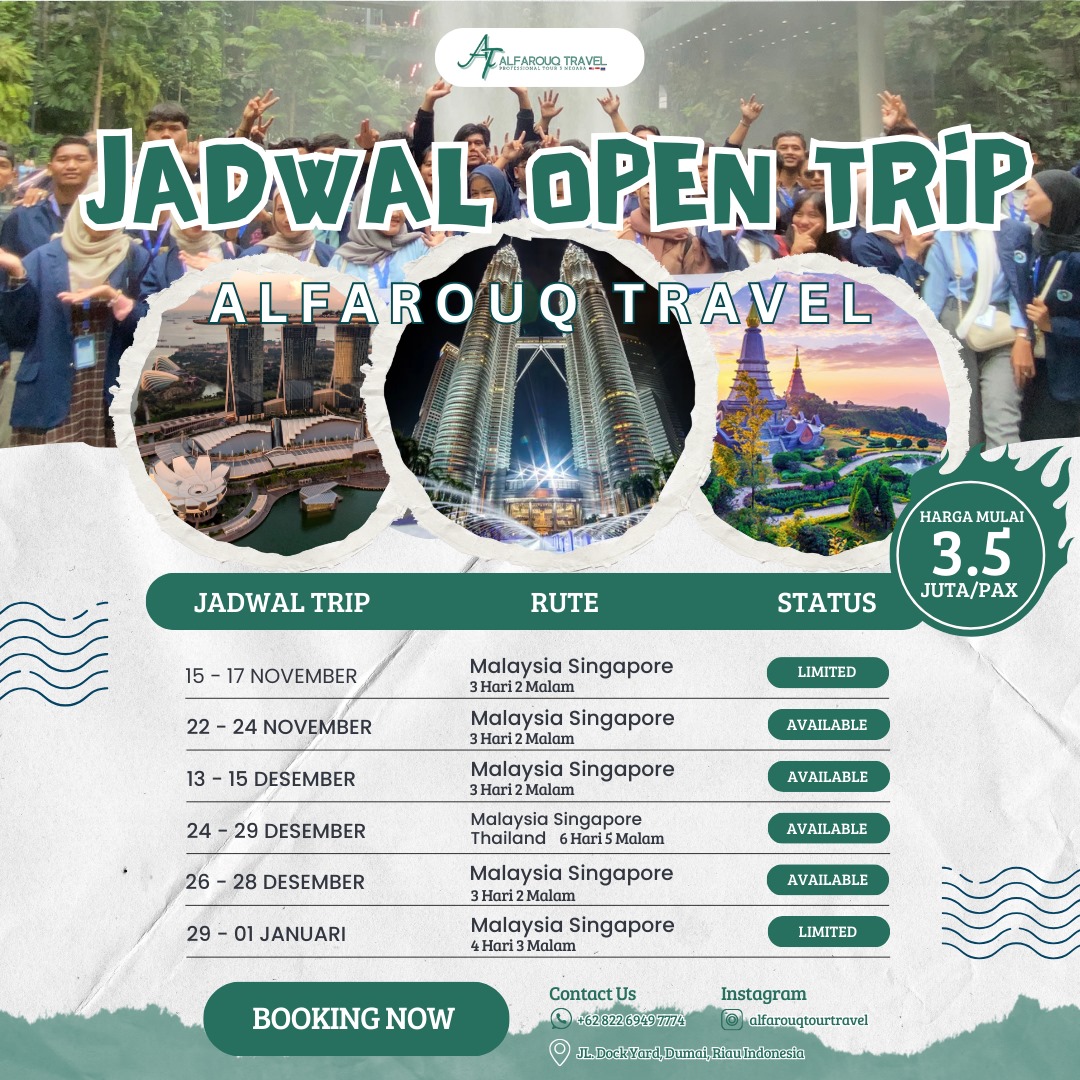 ALFAROUQ TRAVEL
PROFESSIONAL TOUR 3 NEGARA
JADWAL OPEN TRIP
ALFAROUQ TRAVEL
HARGA MULAI
3.5
JUTA/PAX
JADWAL TRIP RUTE STATUS
15 - 17 NOVEMBER Malaysia Singapore LIMITED
3 Hari 2 Malam
22 - 24 NOVEMBER Malaysia Singapore AVAILABLE
3 Hari 2 Malam
13 - 15 DESEMBER Malaysia Singapore AVAILABLE
3 Hari 2 Malam
24 - 29 DESEMBER Malaysia Singapore AVAILABLE
Thailand 6 Hari 5 Malam
26 - 28 DESEMBER Malaysia Singapore AVAILABLE
3 Hari 2 Malam
29 - 01 JANUARI Malaysia Singapore LIMITED
4 Hari 3 Malam
BOOKING NOW
Contact Us Instagram
+62 822 6949 7774 alfarouqtourtravel
JL. Dock Yard, Dumai, Riau Indonesia